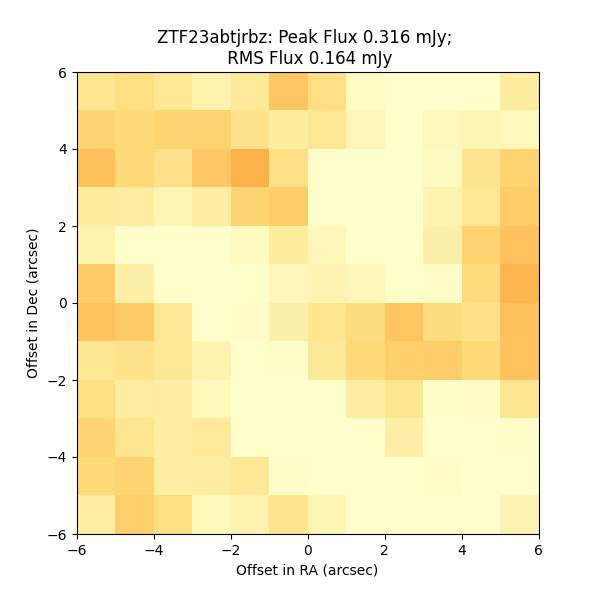 ZTF23abtjrbz: Peak Flux 0.316 mJy;
RMS Flux 0.164 mJy
6
4
2
0
−2
−4
−6
Offset in Dec (arcsec)
−6 −4 −2 0 2 4 6
Offset in RA (arcsec)